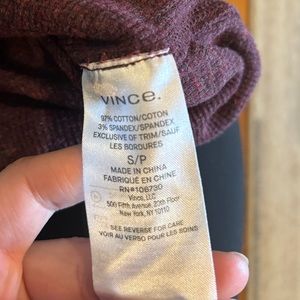 VINCE.
97% COTTON/COTON
3% SPANDEX/SPANDEX
EXCLUSIVE OF TRIM/SAUF
LES BORDURES
S/P
MADE IN CHINA
FABRIQUÉ EN CHINE
RN#106730
Vince, LLC
500 Fifth Avenue, 20th Floor
New York, NY 10110
SEE REVERSE FOR CARE
VOIR AU VERSO POUR LES SOINS